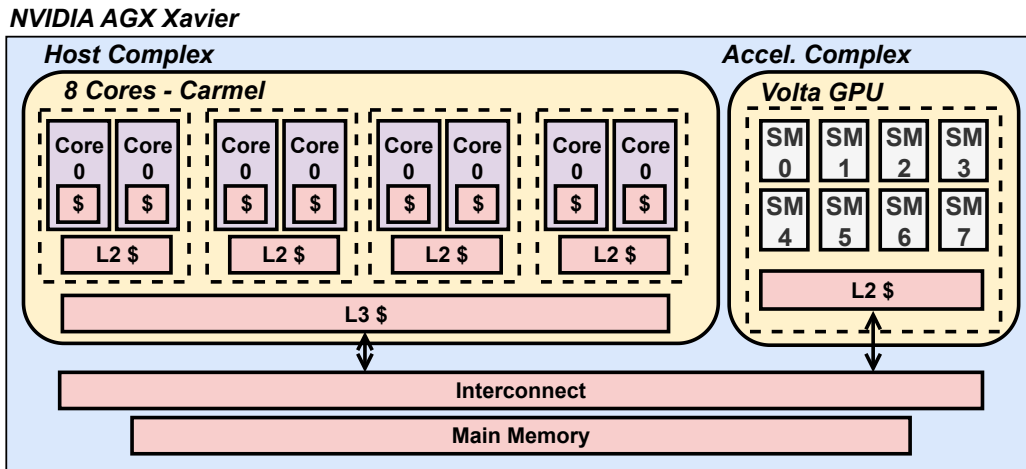 NVIDIA AGX Xavier
Host Complex
Accel. Complex
8 Cores - Carmel
Volta GPU
Core 0 $
Core 0 $
Core 0 $
Core 0 $
Core 0 $
Core 0 $
Core 0 $
Core 0 $
L2 $
L2 $
L2 $
L2 $
L3 $
SM 0
SM 1
SM 2
SM 3
SM 4
SM 5
SM 6
SM 7
L2 $
Interconnect
Main Memory